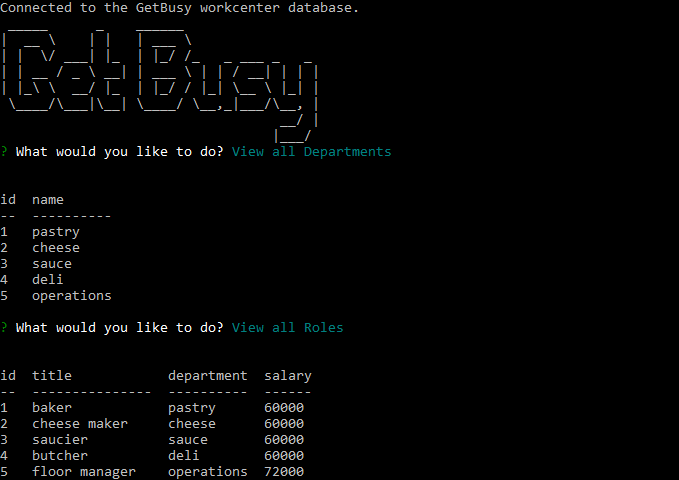 Connected to the GetBusy workcenter database.
GetBusy
? What would you like to do? View all Departments
id  name
--  ----------
1   pastry
2   cheese
3   sauce
4   deli
5   operations
? What would you like to do? View all Roles
id  title            department  salary
--  ---------------  ----------  ------
1   baker            pastry      60000
2   cheese maker     cheese      60000
3   saucier          sauce       60000
4   butcher          deli        60000
5   floor manager    operations  72000